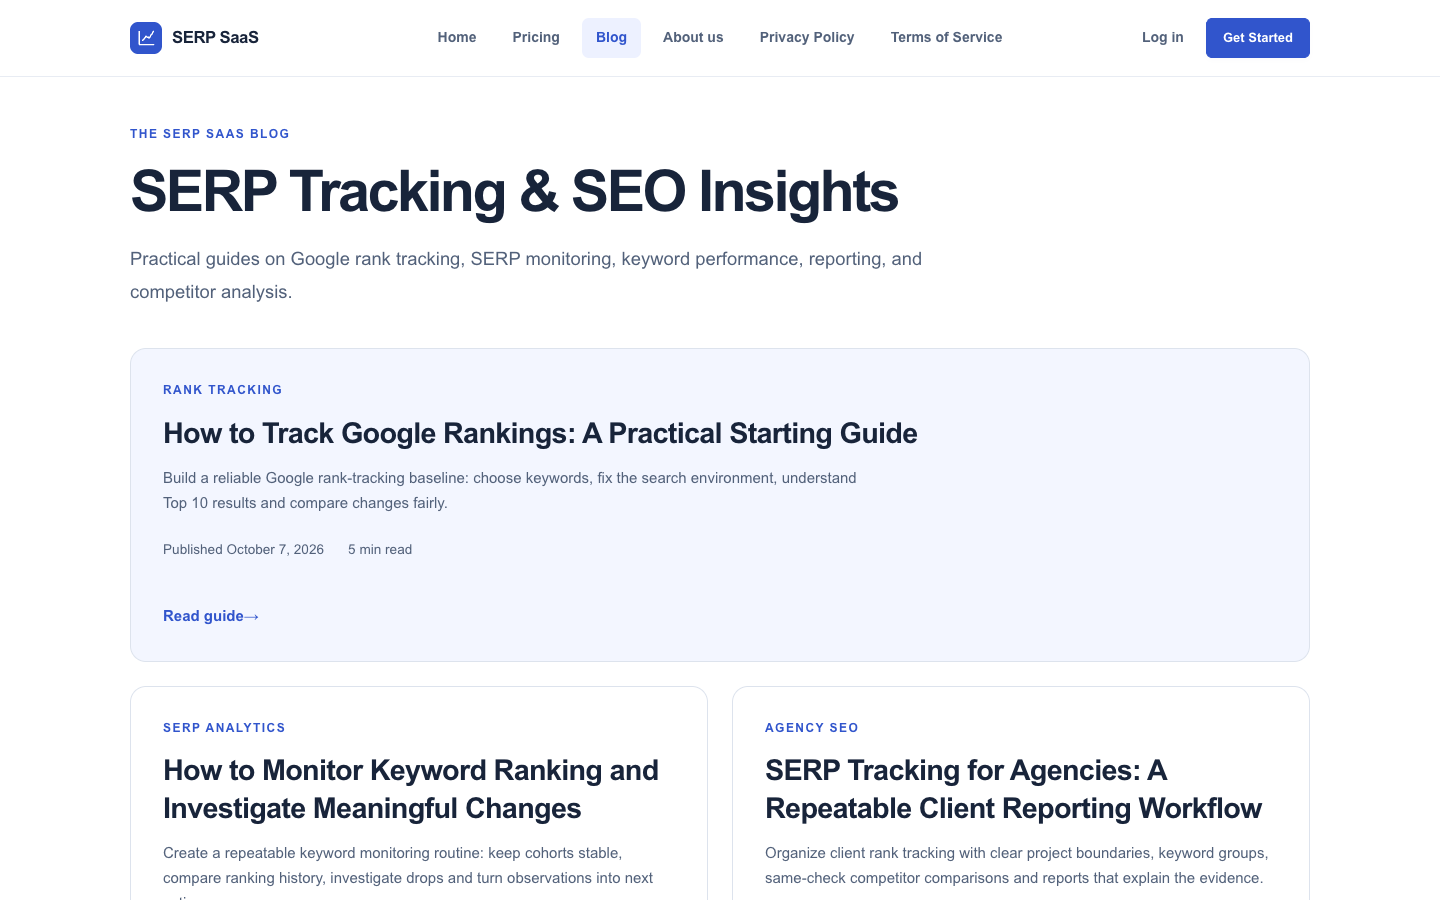 SERP SaaS
Home
Pricing
Blog
About us
Privacy Policy
Terms of Service
Log in
Get Started
THE SERP SAAS BLOG
SERP Tracking & SEO Insights
Practical guides on Google rank tracking, SERP monitoring, keyword performance, reporting, and
competitor analysis.
RANK TRACKING
How to Track Google Rankings: A Practical Starting Guide
Build a reliable Google rank-tracking baseline: choose keywords, fix the search environment, understand
Top 10 results and compare changes fairly.
Published October 7, 2026 5 min read
Read guide→
SERP ANALYTICS
How to Monitor Keyword Ranking and
Investigate Meaningful Changes
Create a repeatable keyword monitoring routine: keep cohorts stable,
compare ranking history, investigate drops and turn observations into next
AGENCY SEO
SERP Tracking for Agencies: A
Repeatable Client Reporting Workflow
Organize client rank tracking with clear project boundaries, keyword groups,
same-check competitor comparisons and reports that explain the evidence.